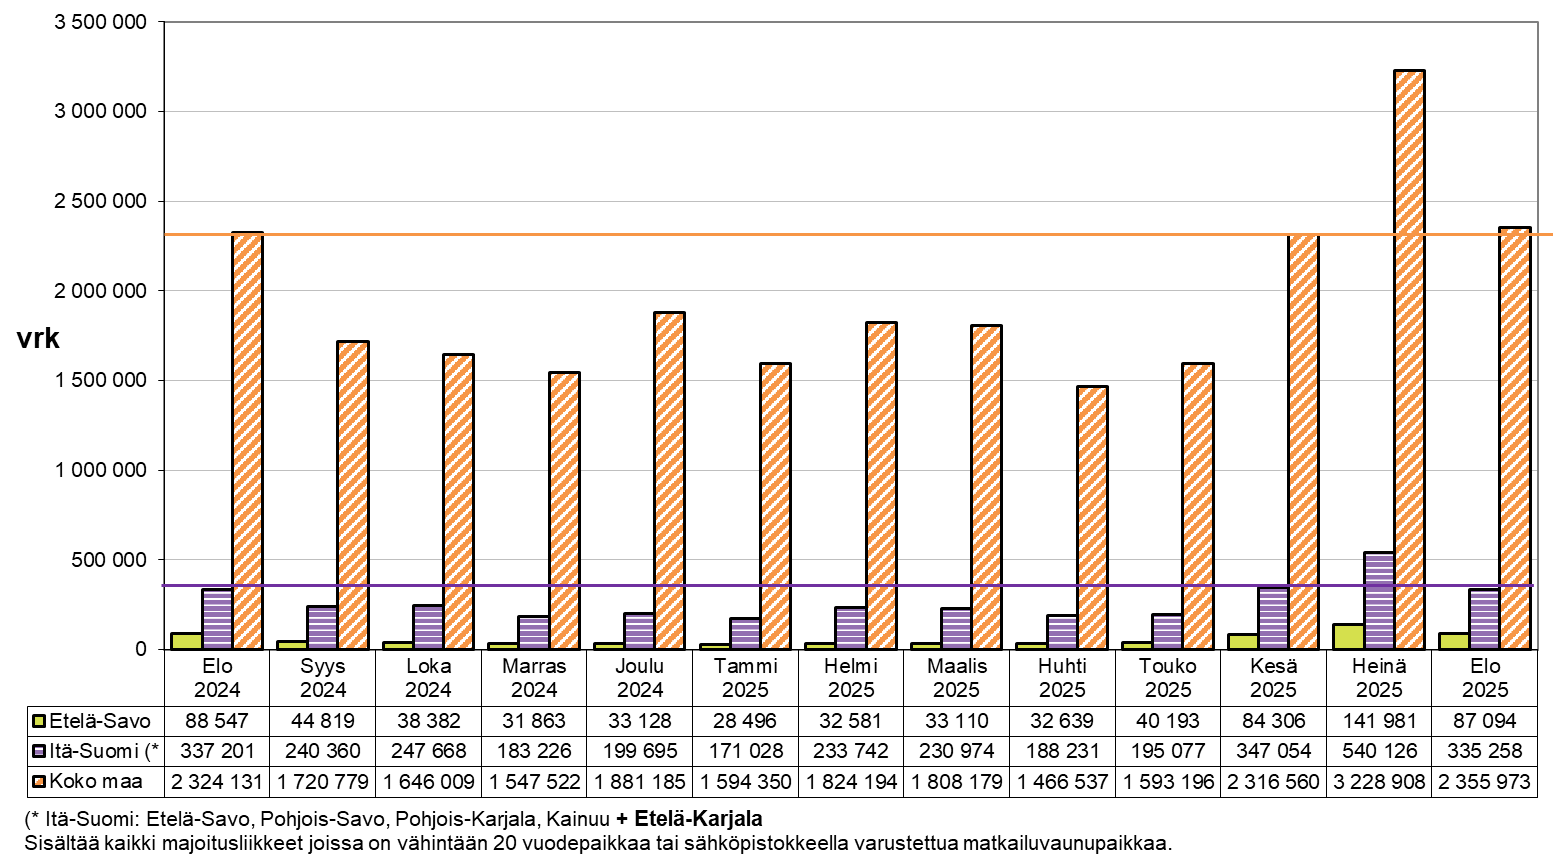 3 500 000
3 000 000
2 500 000
2 000 000
vrk
1 500 000
1 000 000
500 000
0
Elo 2024 Syys 2024 Loka 2024 Marras 2024 Joulu 2024 Tammi 2025 Helmi 2025 Maalis 2025 Huhti 2025 Touko 2025 Kesä 2025 Heinä 2025 Elo 2025
Etelä-Savo 88 547 44 819 38 382 31 863 33 128 28 496 32 581 33 110 32 639 40 193 84 306 141 981 87 094
Itä-Suomi (* 337 201 240 360 247 668 183 226 199 695 171 028 233 742 230 974 188 231 195 077 347 054 540 126 335 258
Koko maa 2 324 131 1 720 779 1 646 009 1 547 522 1 881 185 1 594 350 1 824 194 1 808 179 1 466 537 1 593 196 2 316 560 3 228 908 2 355 973
(* Itä-Suomi: Etelä-Savo, Pohjois-Savo, Pohjois-Karjala, Kainuu + Etelä-Karjala
Sisältää kaikki majoitusliikkeet joissa on vähintään 20 vuodepaikkaa tai sähköpistokkeella varustettua matkailuvaunupaikkaa.